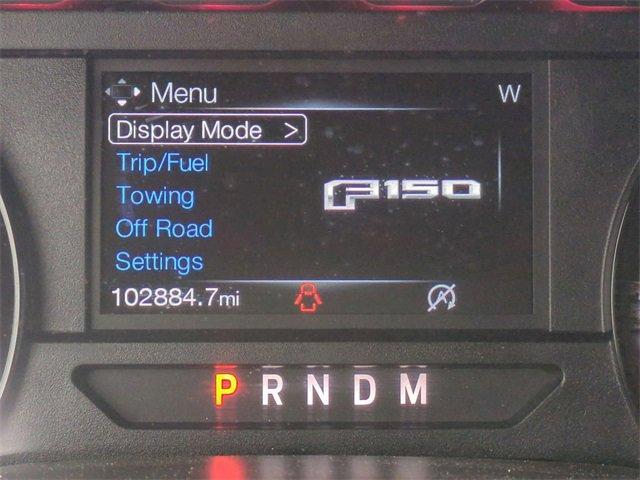 Menu
W
Display Mode >
Trip/Fuel
Towing
Off Road
Settings
F150
102884.7mi
P R N D M